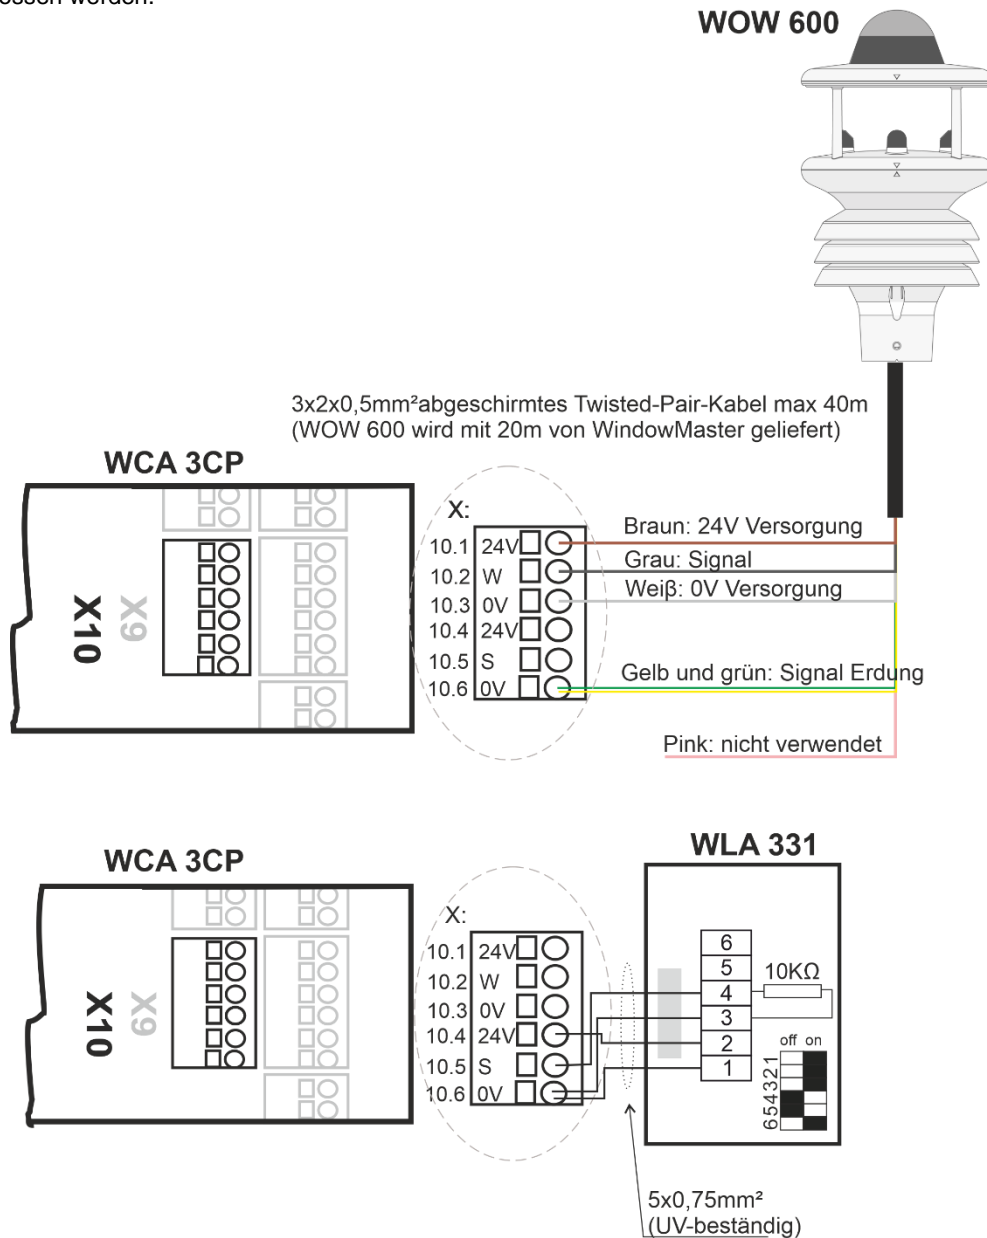 werden.
WOW 600
3x2x0,5mm²abgeschirmtes Twisted-Pair-Kabel max 40m
(WOW 600 wird mit 20m von WindowMaster geliefert)
WCA 3CP
X10
X9
X:
10.1 24V
10.2 W
10.3 0V
10.4 24V
10.5 S
10.6 0V
Braun: 24V Versorgung
Grau: Signal
Weiß: 0V Versorgung
Gelb und grün: Signal Erdung
Pink: nicht verwendet
WCA 3CP
X10
X9
X:
10.1 24V
10.2 W
10.3 0V
10.4 24V
10.5 S
10.6 0V
WLA 331
6
5
4
3
2
1
10KΩ
off on
654321
5x0,75mm²
(UV-beständig)